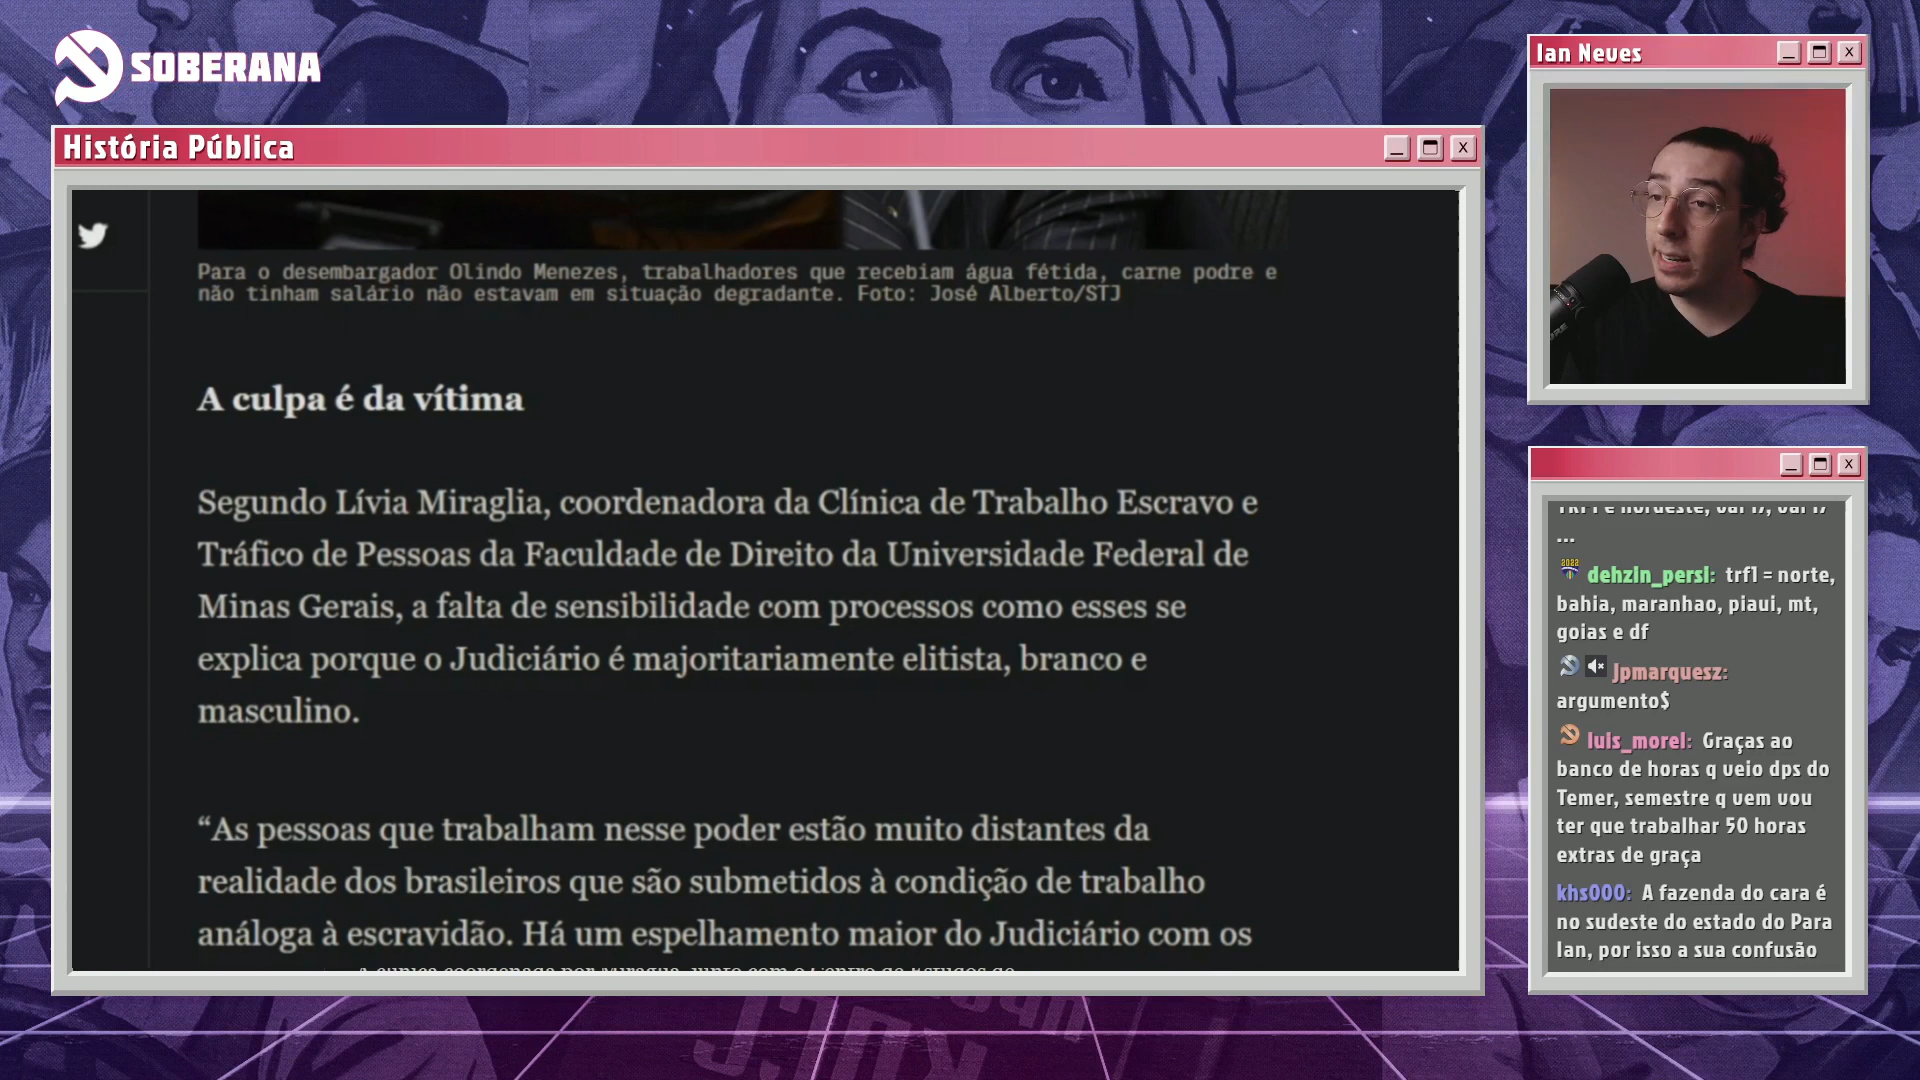 SOBERANA
História Pública
Para o desembargador Olindo Menezes, trabalhadores que recebiam água fétida, carne podre e
não tinham salário não estavam em situação degradante. Foto: José Alberto/STJ
A culpa é da vítima
Segundo Lívia Miraglia, coordenadora da Clínica de Trabalho Escravo e
Tráfico de Pessoas da Faculdade de Direito da Universidade Federal de
Minas Gerais, a falta de sensibilidade com processos como esses se
explica porque o Judiciário é majoritariamente elitista, branco e
masculino.
“As pessoas que trabalham nesse poder estão muito distantes da
realidade dos brasileiros que são submetidos à condição de trabalho
análoga à escravidão. Há um espelhamento maior do Judiciário com os
Ian Neves
...
dehzin_persi: trf1 = norte,
bahia, maranhao, piaui, mt,
goias e df
Jpmarquesz:
argumento$
luis_morel: Graças ao
banco de horas q veio dps do
Temer, semestre q vem vou
ter que trabalhar 50 horas
extras de graça
khs000: A fazenda do cara é
no sudeste do estado do Para
Ian, por isso a sua confusão